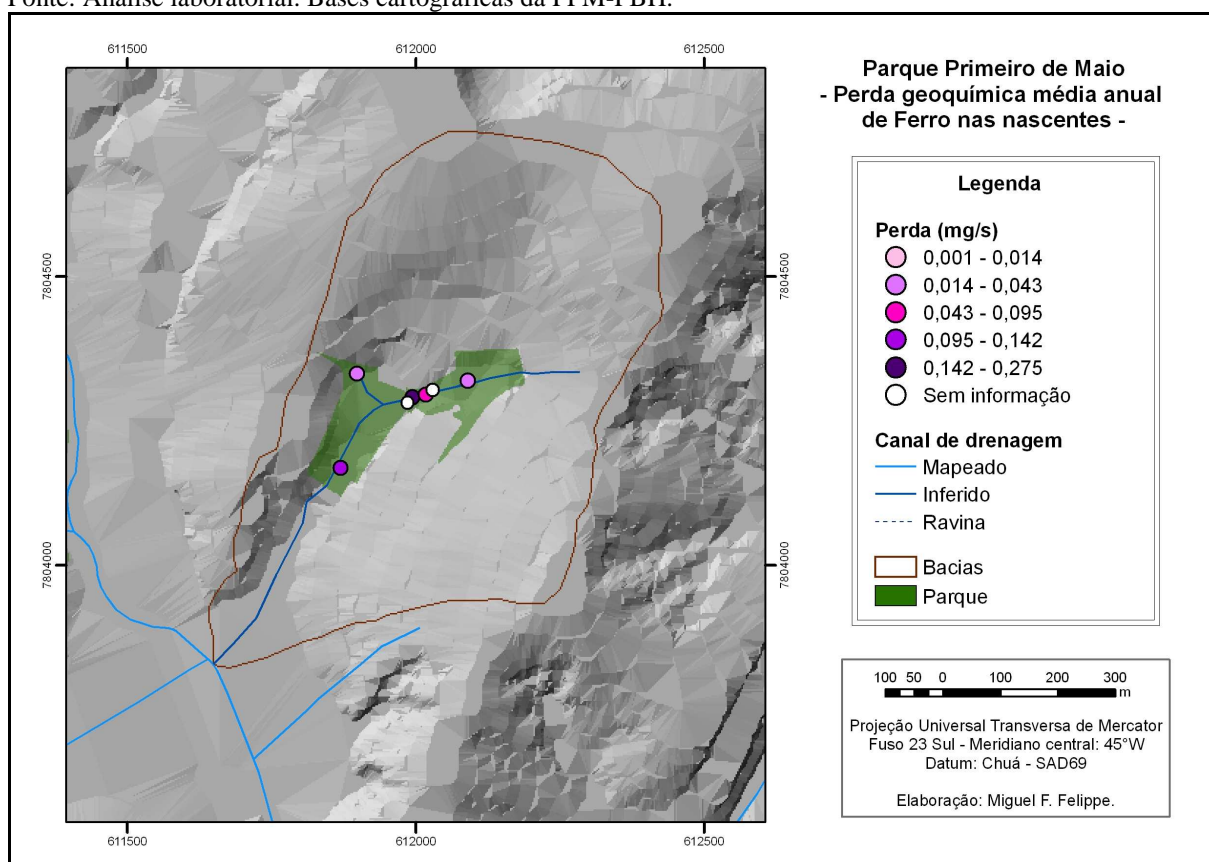 Fonte: Análise laboratorial. Bases cartográficas da PPM-PBH.
611500 612000 612500
Parque Primeiro de Maio
- Perda geoquímica média anual
de Ferro nas nascentes -
Legenda
Perda (mg/s)
0,001 - 0,014
0,014 - 0,043
0,043 - 0,095
0,095 - 0,142
0,142 - 0,275
Sem informação
Canal de drenagem
Mapeado
Inferido
Ravina
Bacias
Parque
7804500 7804500
7804000 7804000
100 50 0 100 200 300
m
Projeção Universal Transversa de Mercator
Fuso 23 Sul - Meridiano central: 45°W
Datum: Chuá - SAD69
Elaboração: Miguel F. Felippe.
611500 612000 612500